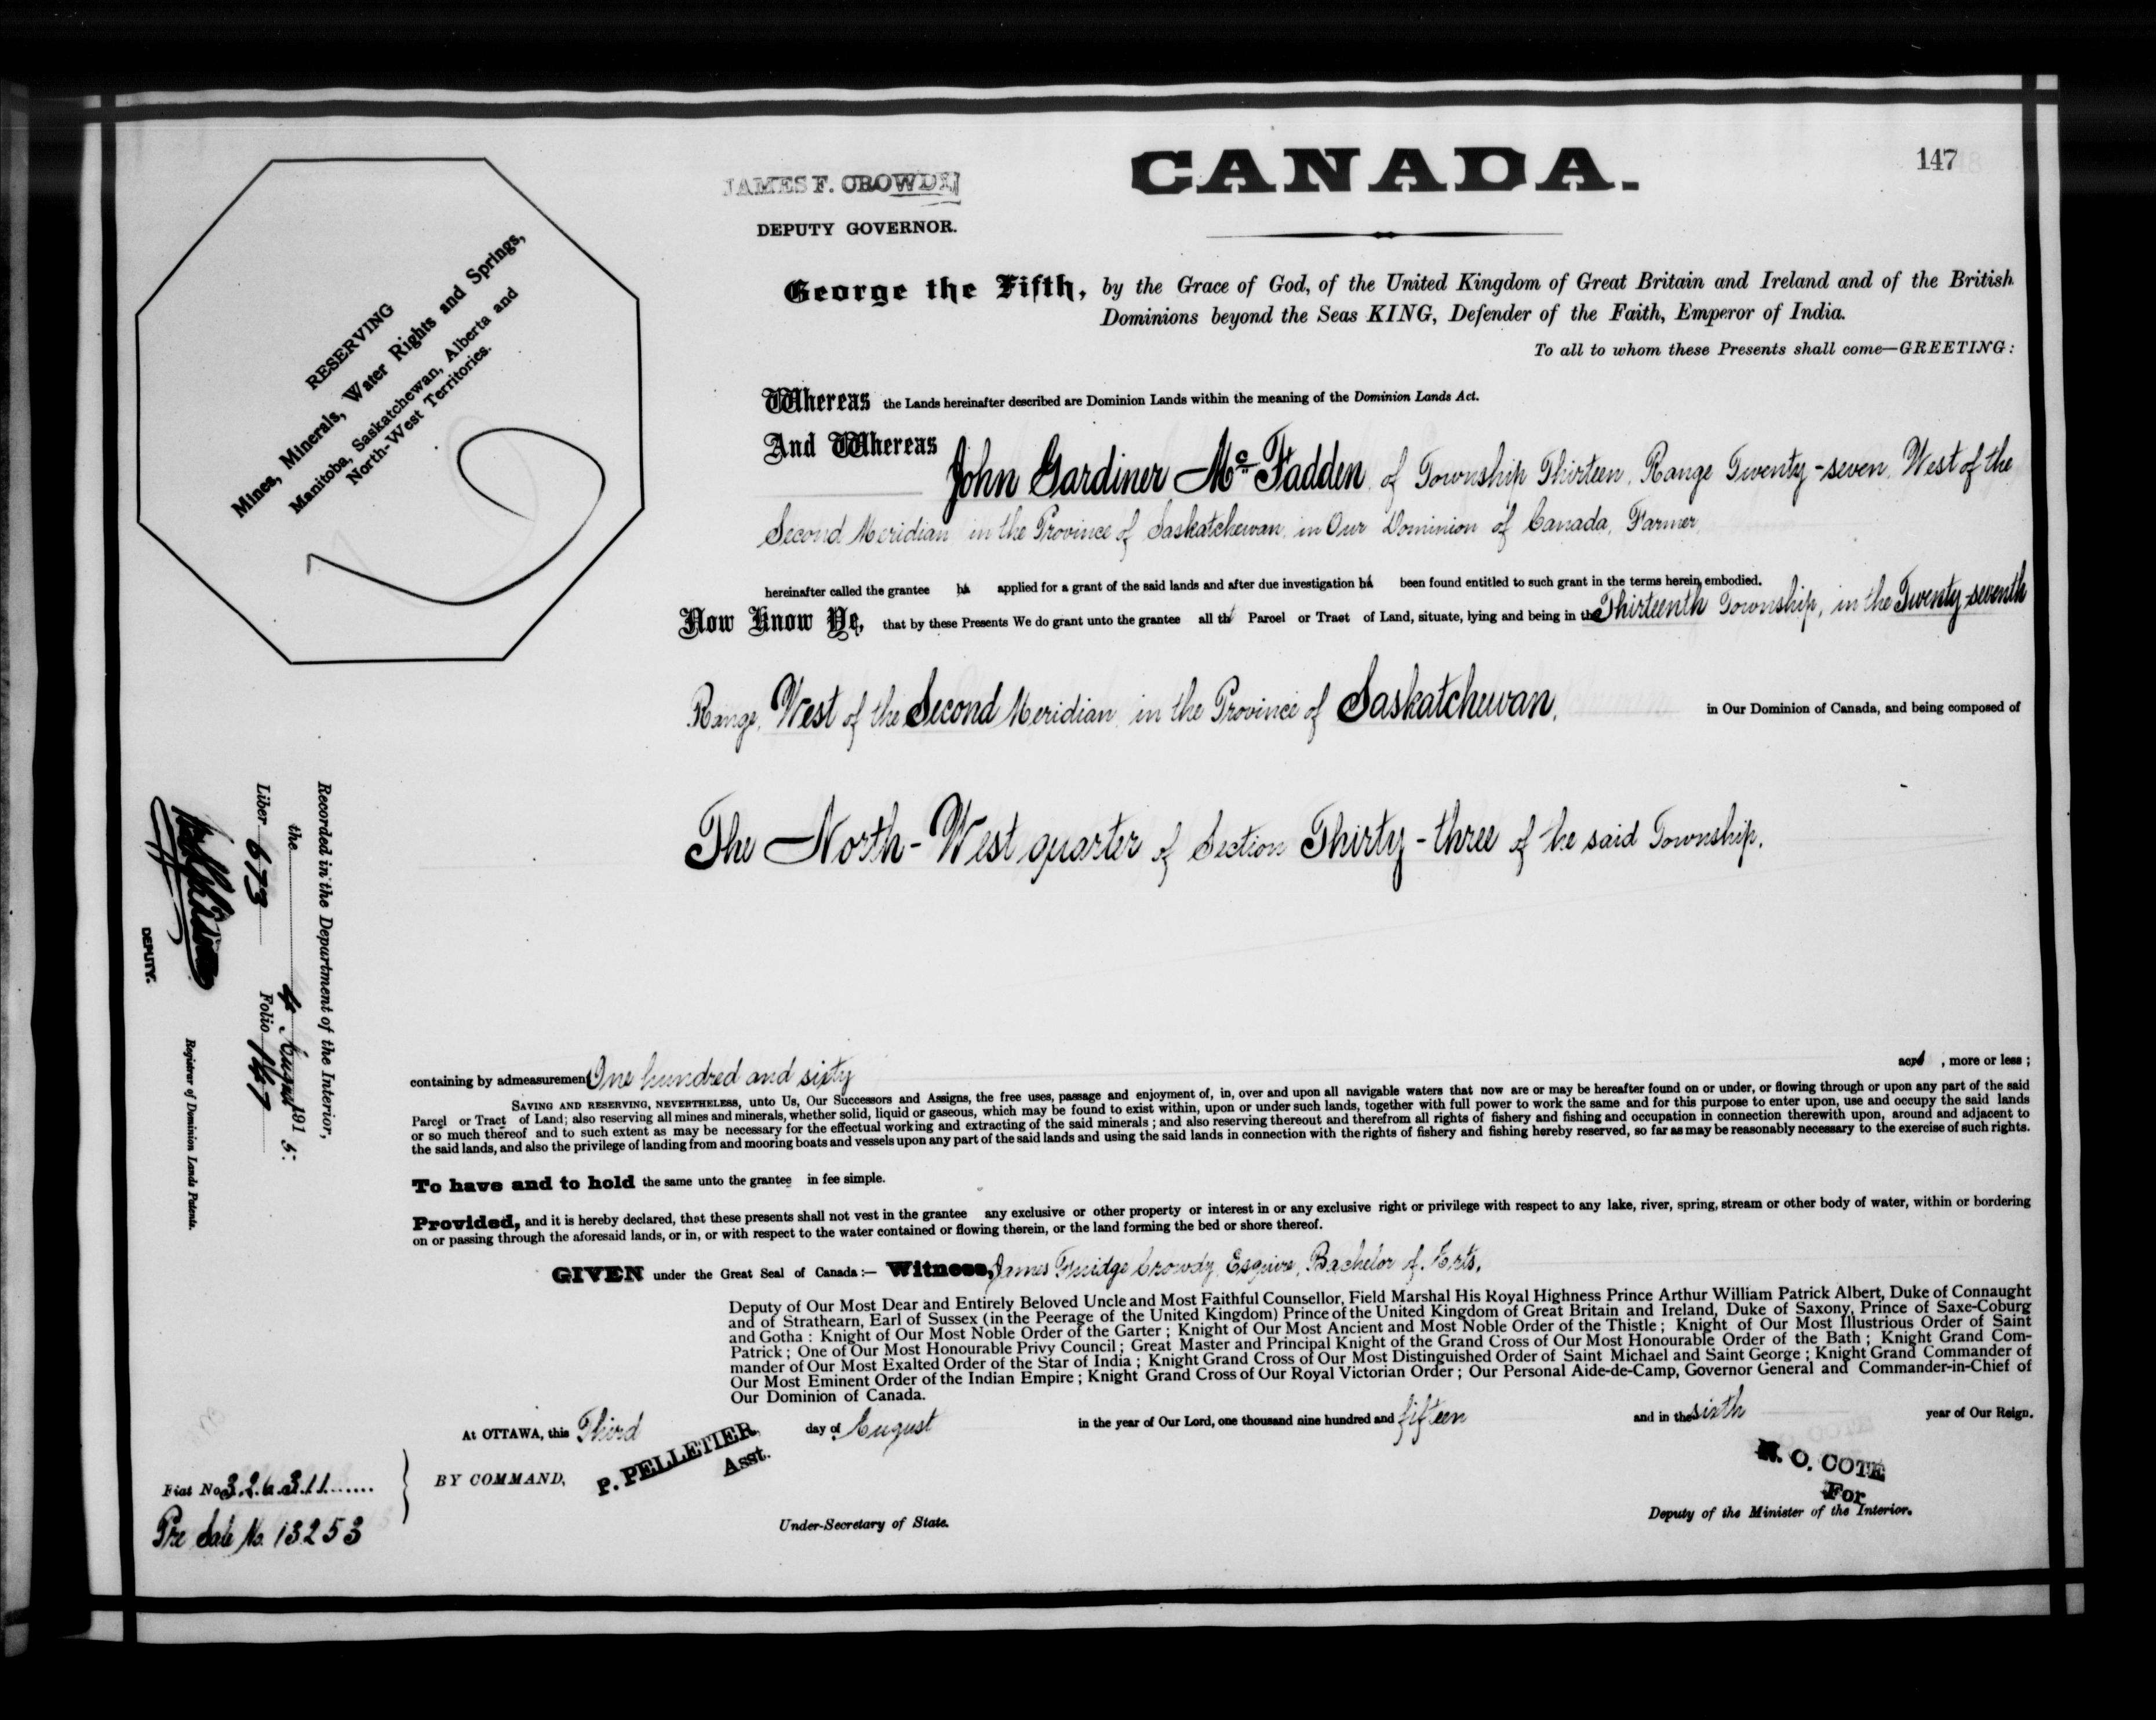 CANADA.
147
JAMES F. CROWDY
DEPUTY GOVERNOR.
RESERVING
Mines, Minerals, Water Rights and Springs,
Manitoba, Saskatchewan, Alberta and
North-West Territories.
George the Fifth, by the Grace of God, of the United Kingdom of Great Britain and Ireland and of the British
Dominions beyond the Seas KING, Defender of the Faith, Emperor of India.
To all to whom these Presents shall come—GREETING:
Whereas the Lands hereinafter described are Dominion Lands within the meaning of the Dominion Lands Act.
And Whereas John Gardiner McFadden, of Township Thirteen, Range Twenty-seven, West of the
Second Meridian, in the Province of Saskatchewan, in Our Dominion of Canada, Farmer,
hereinafter called the grantee ha applied for a grant of the said lands and after due investigation ha been found entitled to such grant in the terms herein embodied.
Now Know Ye, that by these Presents We do grant unto the grantee all th Parcel or Tract of Land, situate, lying and being in the Thirteenth Township, in the Twenty-seventh
Range, West of the Second Meridian, in the Province of Saskatchewan, in Our Dominion of Canada, and being composed of
The North-West quarter of Section Thirty-three of the said Township,
containing by admeasurement One hundred and sixty acre , more or less ;
SAVING AND RESERVING, NEVERTHELESS, unto Us, Our Successors and Assigns, the free uses, passage and enjoyment of, in, over and upon all navigable waters that now are or may be hereafter found on or under, or flowing through or upon any part of the said
Parcel or Tract of Land; also reserving all mines and minerals, whether solid, liquid or gaseous, which may be found to exist within, upon or under such lands, together with full power to work the same and for this purpose to enter upon, use and occupy the said lands
or so much thereof and to such extent as may be necessary for the effectual working and extracting of the said minerals ; and also reserving thereout and therefrom all rights of fishery and fishing and occupation in connection therewith upon, around and adjacent to
the said lands, and also the privilege of landing from and mooring boats and vessels upon any part of the said lands and using the said lands in connection with the rights of fishery and fishing hereby reserved, so far as may be reasonably necessary to the exercise of such rights.
To have and to hold the same unto the grantee in fee simple.
Provided, and it is hereby declared, that these presents shall not vest in the grantee any exclusive or other property or interest in or any exclusive right or privilege with respect to any lake, river, spring, stream or other body of water, within or bordering
on or passing through the aforesaid lands, or in, or with respect to the water contained or flowing therein, or the land forming the bed or shore thereof.
GIVEN under the Great Seal of Canada :— Witness, James Crowdy, Esquire, Bachelor of Arts,
Deputy of Our Most Dear and Entirely Beloved Uncle and Most Faithful Counsellor, Field Marshal His Royal Highness Prince Arthur William Patrick Albert, Duke of Connaught
and of Strathearn, Earl of Sussex (in the Peerage of the United Kingdom) Prince of the United Kingdom of Great Britain and Ireland, Duke of Saxony, Prince of Saxe-Coburg
and Gotha : Knight of Our Most Noble Order of the Garter ; Knight of Our Most Ancient and Most Noble Order of the Thistle ; Knight of Our Most Illustrious Order of Saint
Patrick ; One of Our Most Honourable Privy Council ; Great Master and Principal Knight of the Grand Cross of Our Most Honourable Order of the Bath ; Knight Grand Com-
mander of Our Most Exalted Order of the Star of India ; Knight Grand Cross of Our Most Distinguished Order of Saint Michael and Saint George ; Knight Grand Commander of
Our Most Eminent Order of the Indian Empire ; Knight Grand Cross of Our Royal Victorian Order ; Our Personal Aide-de-Camp, Governor General and Commander-in-Chief of
Our Dominion of Canada.
At OTTAWA, this Third day of August in the year of Our Lord, one thousand nine hundred and fifteen and in the sixth year of Our Reign.
BY COMMAND,
P. PELLETIER,
Asst.
Under-Secretary of State.
N. O. COTE
For
Deputy of the Minister of the Interior.
Recorded in the Department of the Interior,
the 4 August 1915.
Liber 673 Folio 147
DEPUTY.
Registrar of Dominion Lands Patents.
Fiat No. 326311
Pre Sale No. 13253